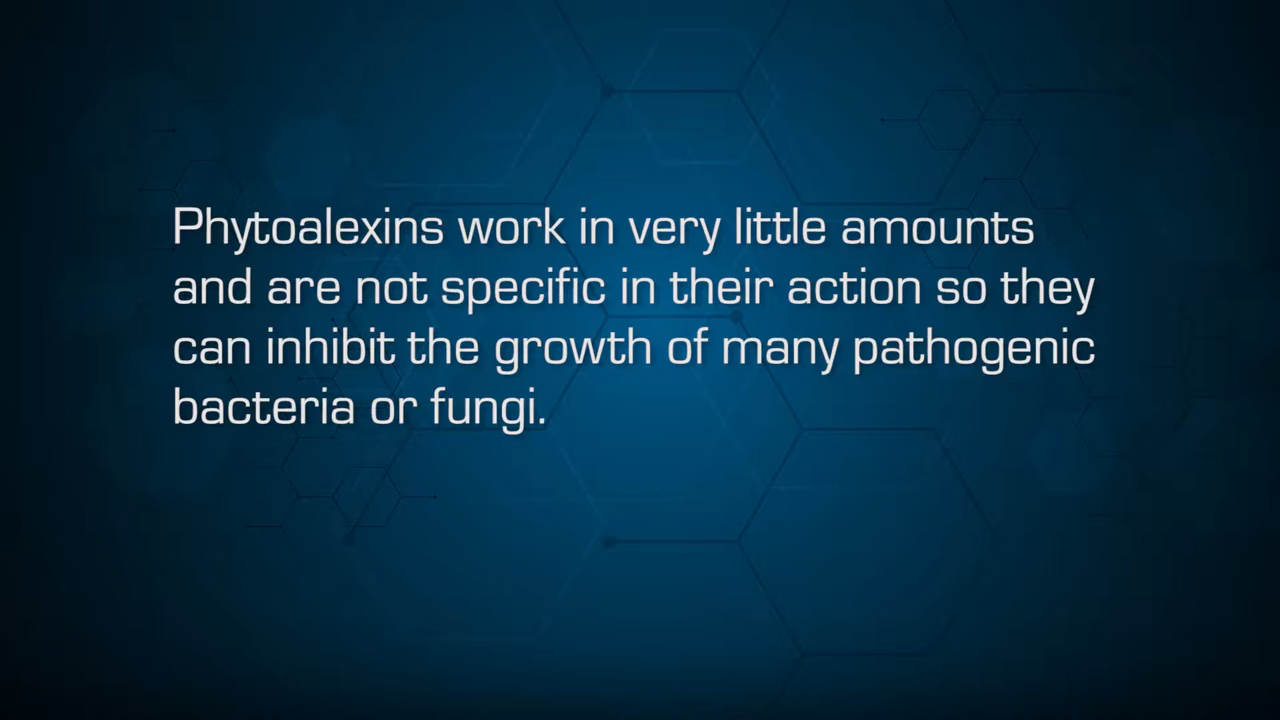 Phytoalexins work in very little amounts
and are not specific in their action so they
can inhibit the growth of many pathogenic
bacteria or fungi.